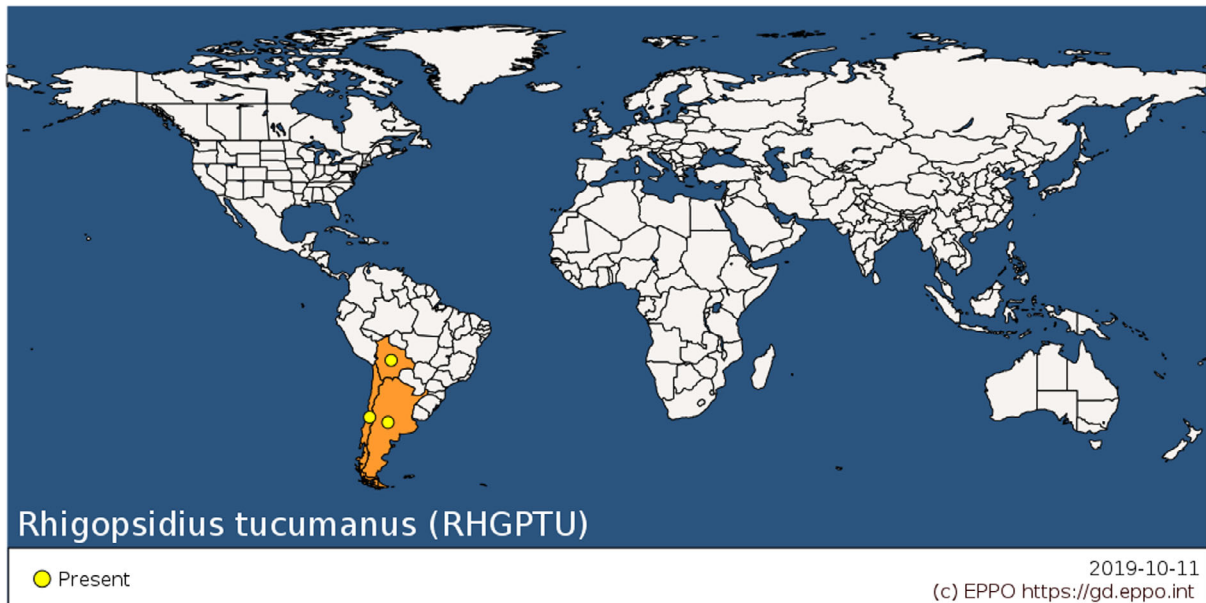 Rhigopsidius tucumanus (RHGPTU)
Present
2019-10-11
(c) EPPO https://gd.eppo.int